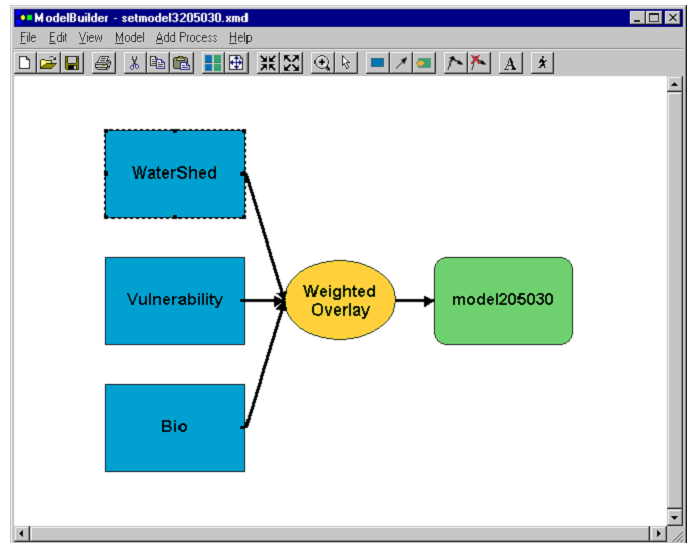 ModelBuilder - setmodel3205030.xmd
File Edit View Model Add Process Help
A
WaterShed
Vulnerability
Weighted
Overlay
model205030
Bio